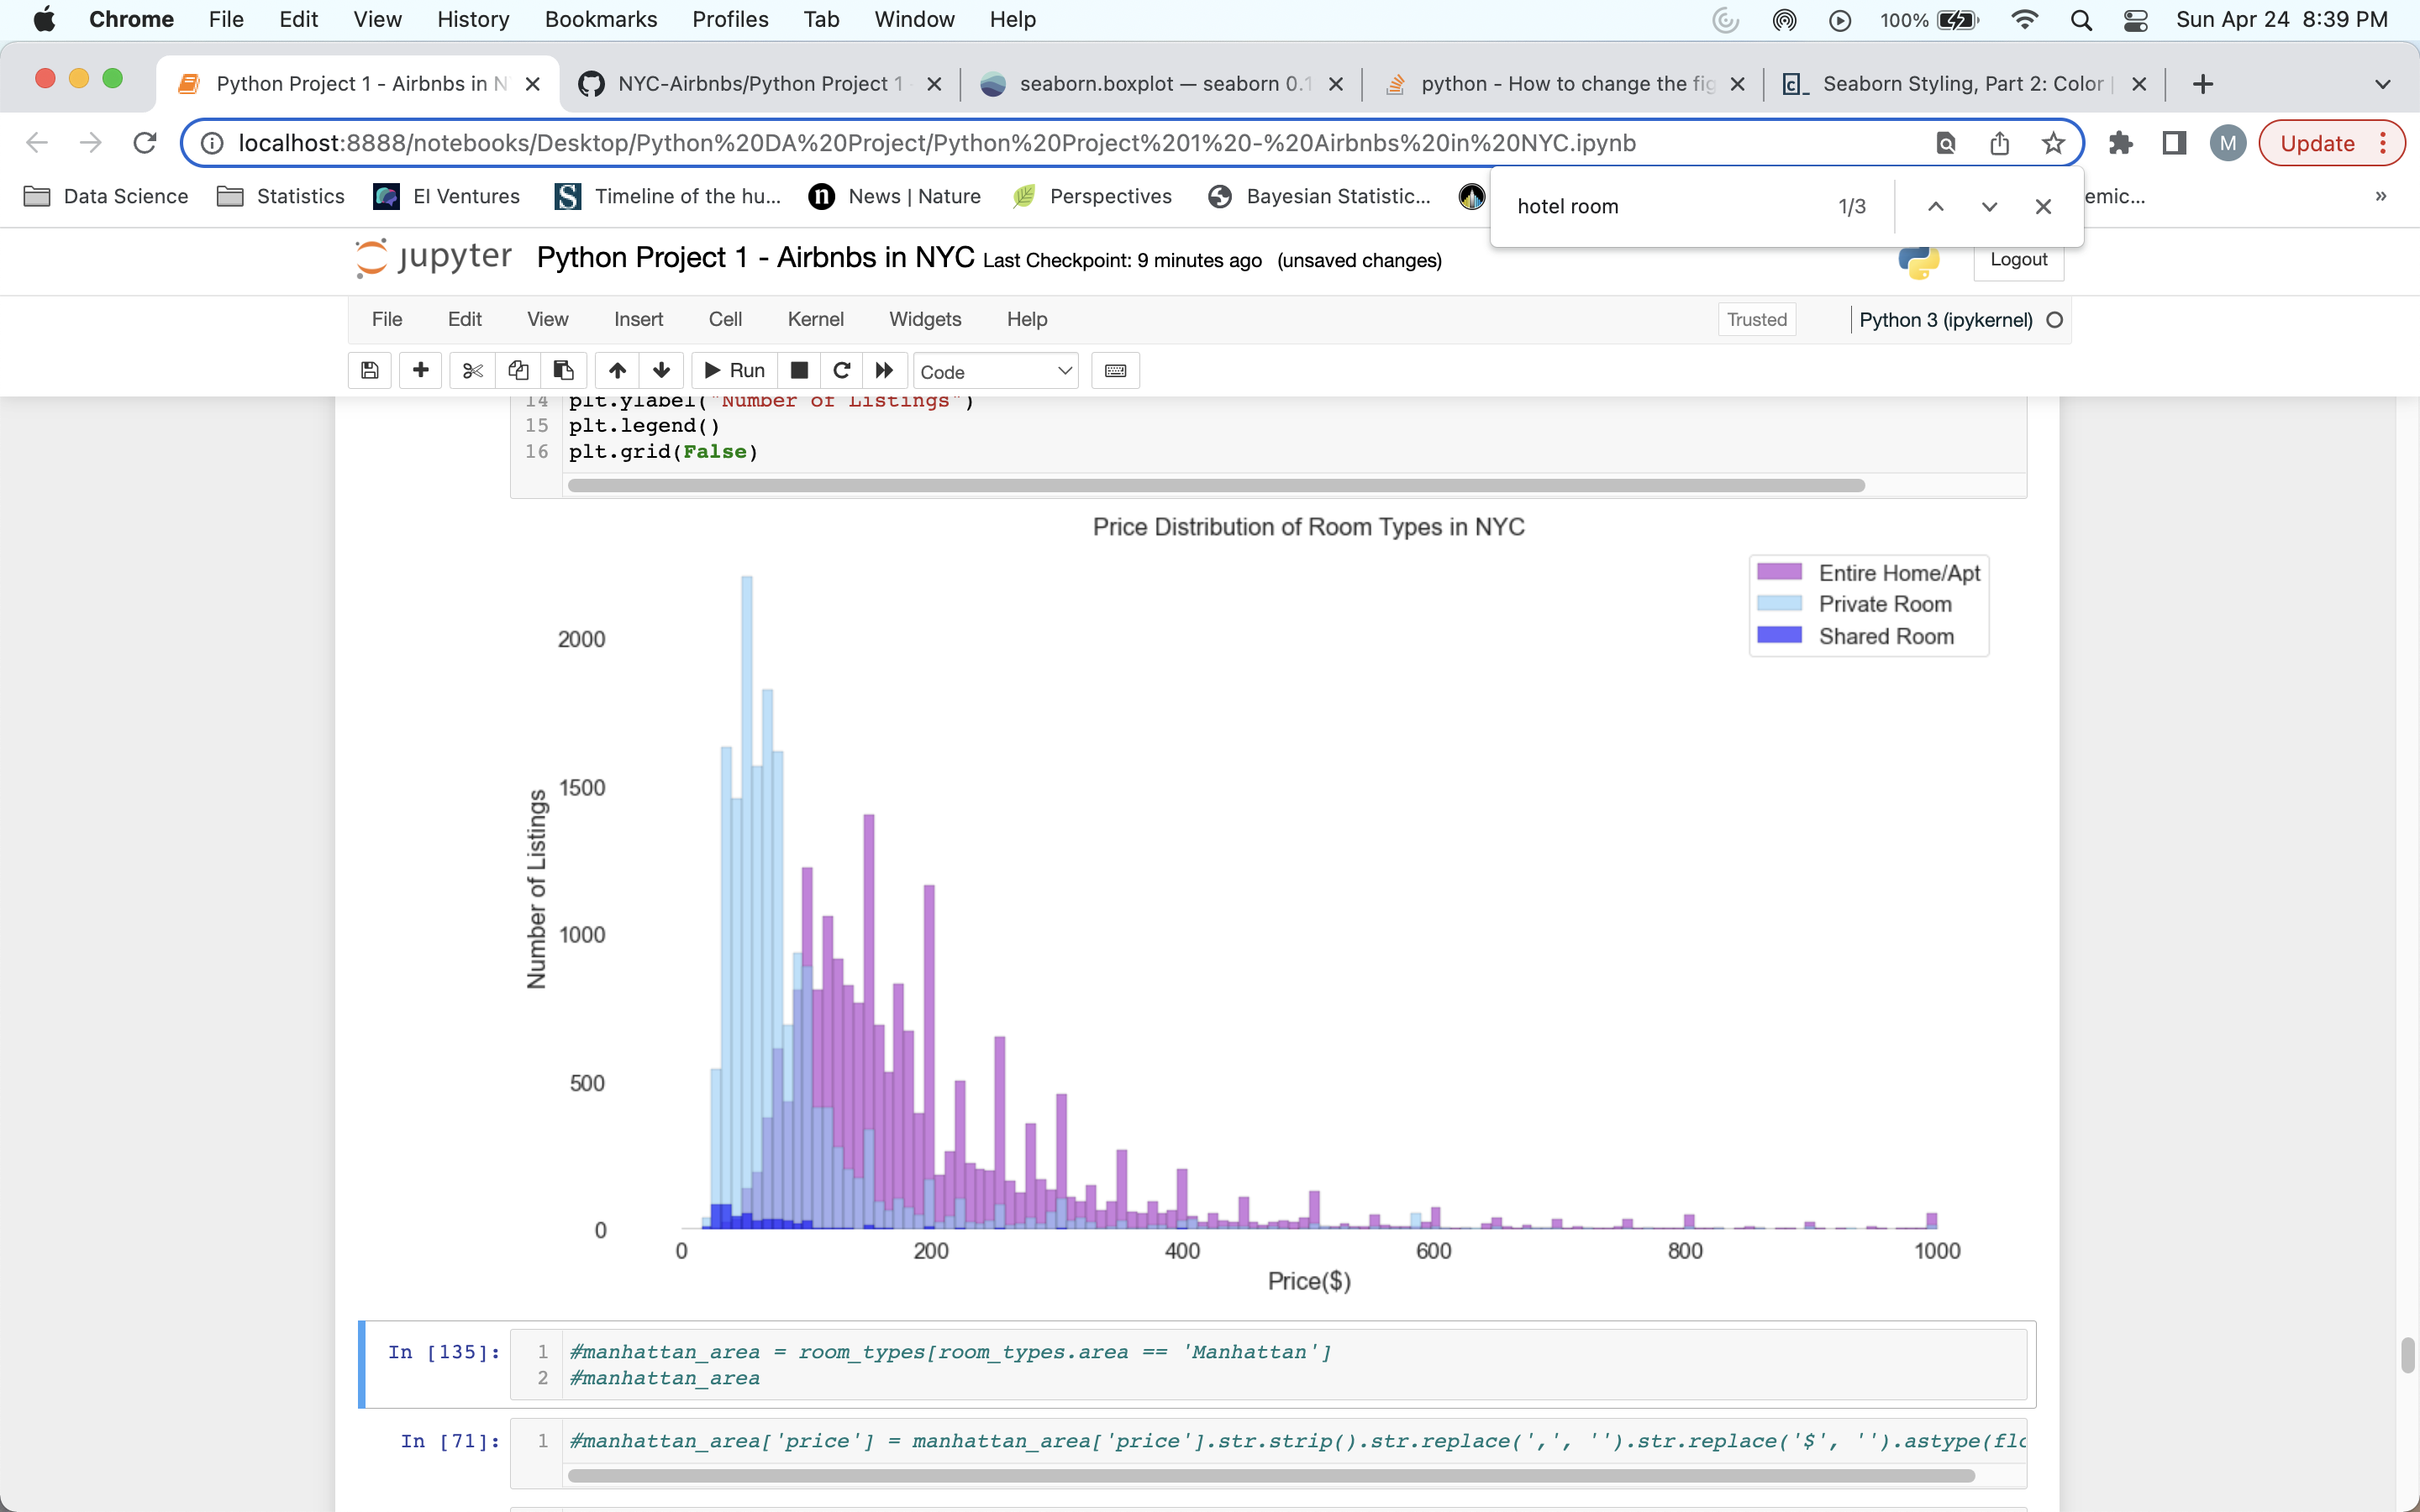 Chrome File Edit View History Bookmarks Profiles Tab Window Help 100% Sun Apr 24 8:39 PM
Python Project 1 - Airbnbs in N NYC-Airbnbs/Python Project 1 seaborn.boxplot — seaborn 0.1 python - How to change the fig Seaborn Styling, Part 2: Color
localhost:8888/notebooks/Desktop/Python%20DA%20Project/Python%20Project%201%20-%20Airbnbs%20in%20NYC.ipynb M Update
Data Science Statistics EI Ventures Timeline of the hu... News | Nature Perspectives Bayesian Statistic... emic... »
hotel room 1/3
jupyter Python Project 1 - Airbnbs in NYC Last Checkpoint: 9 minutes ago (unsaved changes) Logout
File Edit View Insert Cell Kernel Widgets Help Trusted Python 3 (ipykernel)
Run Code
14 plt.ylabel("Number of Listings")
15 plt.legend()
16 plt.grid(False)
Price Distribution of Room Types in NYC
Entire Home/Apt
Private Room
Shared Room
2000
1500
1000
500
0
Number of Listings
0 200 400 600 800 1000
Price($)
In [135]: 1 #manhattan_area = room_types[room_types.area == 'Manhattan']
2 #manhattan_area
In [71]: 1 #manhattan_area['price'] = manhattan_area['price'].str.strip().str.replace(',', '').str.replace('$', '').astype(flo